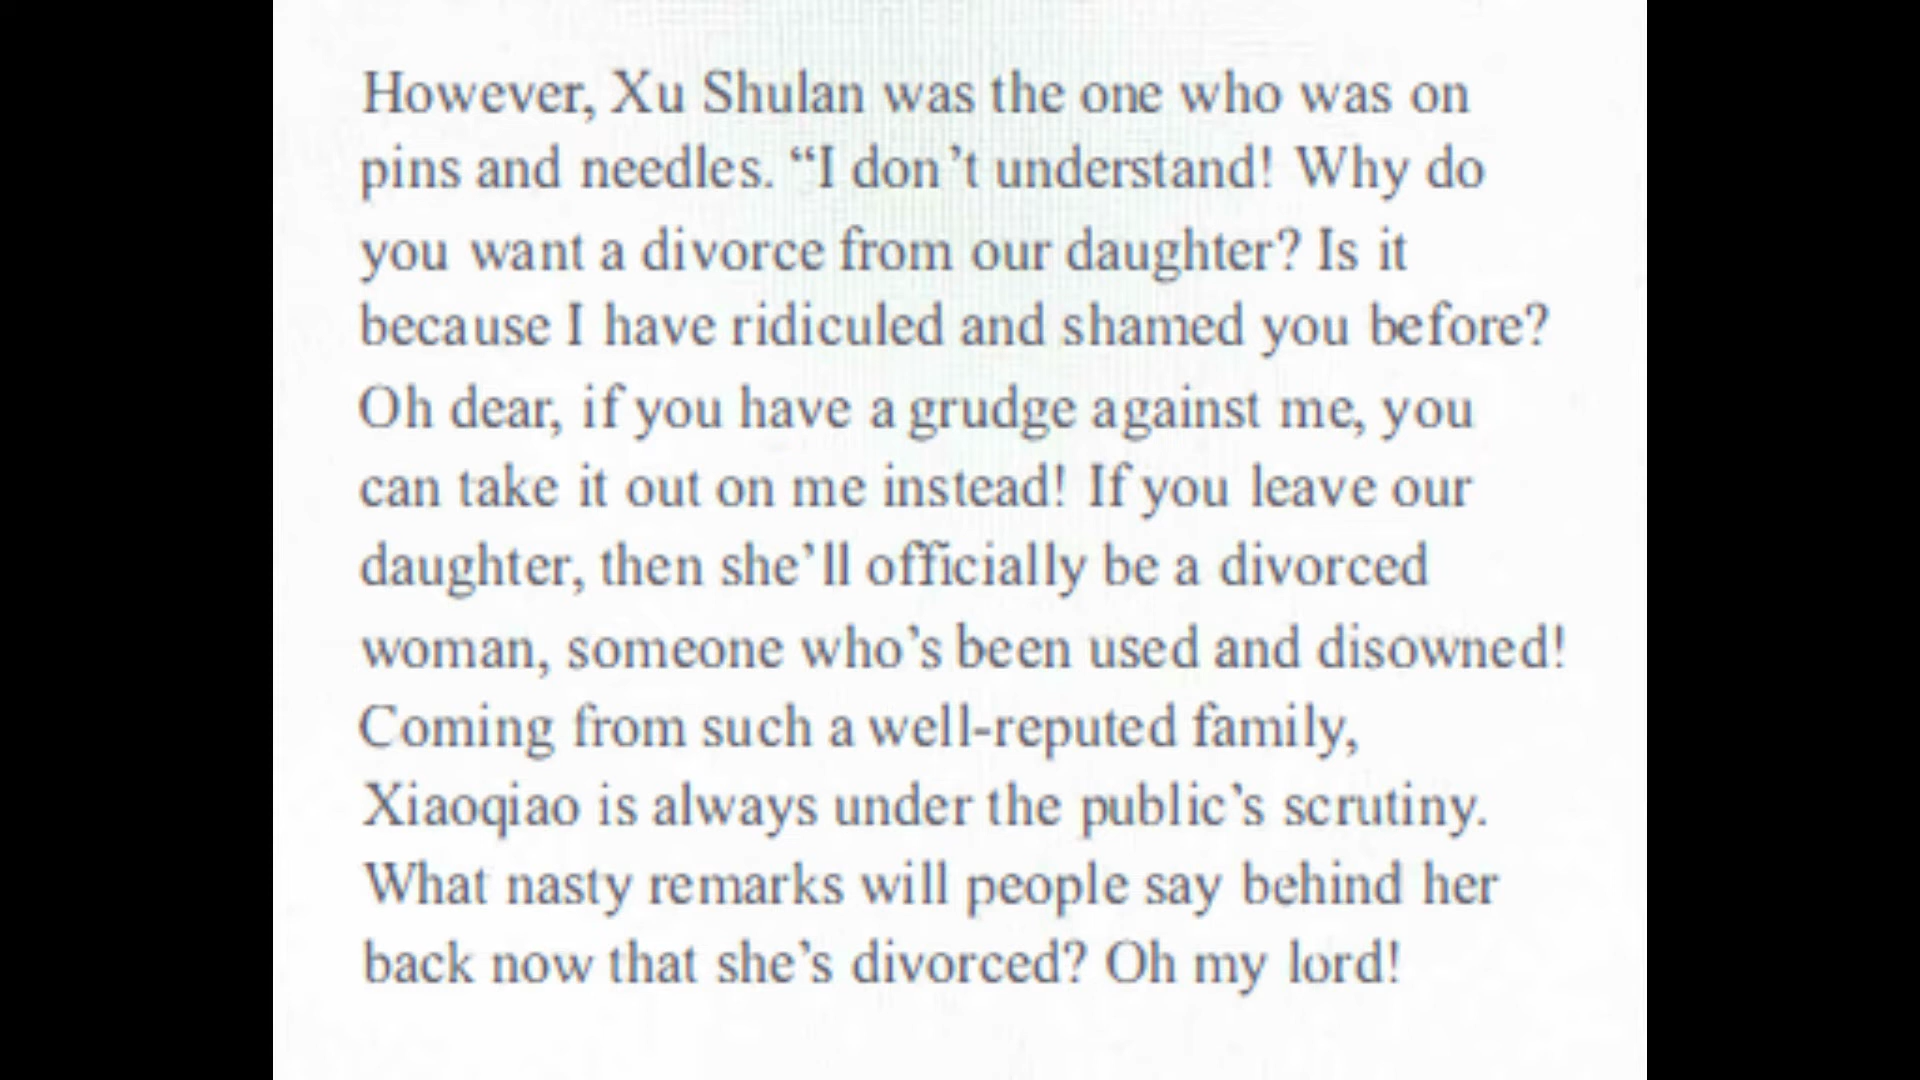 However, Xu Shulan was the one who was on
pins and needles. “I don’t understand! Why do
you want a divorce from our daughter? Is it
because I have ridiculed and shamed you before?
Oh dear, if you have a grudge against me, you
can take it out on me instead! If you leave our
daughter, then she’ll officially be a divorced
woman, someone who’s been used and disowned!
Coming from such a well-reputed family,
Xiaoqiao is always under the public’s scrutiny.
What nasty remarks will people say behind her
back now that she’s divorced? Oh my lord!